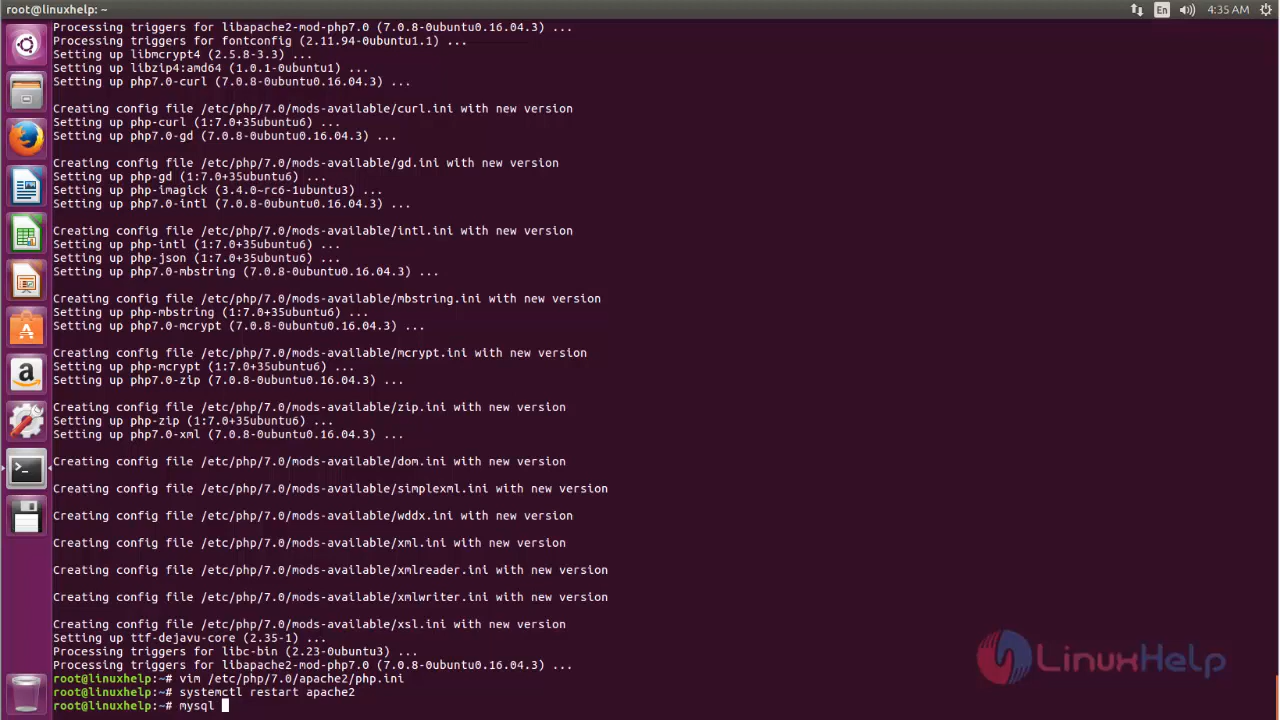 root@linuxhelp: ~
En
4:35 AM
Processing triggers for libapache2-mod-php7.0 (7.0.8-0ubuntu0.16.04.3) ...
Processing triggers for fontconfig (2.11.94-0ubuntu1.1) ...
Setting up libmcrypt4 (2.5.8-3.3) ...
Setting up libzip4:amd64 (1.0.1-0ubuntu1) ...
Setting up php7.0-curl (7.0.8-0ubuntu0.16.04.3) ...
Creating config file /etc/php/7.0/mods-available/curl.ini with new version
Setting up php-curl (1:7.0+35ubuntu6) ...
Setting up php7.0-gd (7.0.8-0ubuntu0.16.04.3) ...
Creating config file /etc/php/7.0/mods-available/gd.ini with new version
Setting up php-gd (1:7.0+35ubuntu6) ...
Setting up php-imagick (3.4.0~rc6-1ubuntu3) ...
Setting up php7.0-intl (7.0.8-0ubuntu0.16.04.3) ...
Creating config file /etc/php/7.0/mods-available/intl.ini with new version
Setting up php-intl (1:7.0+35ubuntu6) ...
Setting up php-json (1:7.0+35ubuntu6) ...
Setting up php7.0-mbstring (7.0.8-0ubuntu0.16.04.3) ...
Creating config file /etc/php/7.0/mods-available/mbstring.ini with new version
Setting up php-mbstring (1:7.0+35ubuntu6) ...
Setting up php7.0-mcrypt (7.0.8-0ubuntu0.16.04.3) ...
Creating config file /etc/php/7.0/mods-available/mcrypt.ini with new version
Setting up php-mcrypt (1:7.0+35ubuntu6) ...
Setting up php7.0-zip (7.0.8-0ubuntu0.16.04.3) ...
Creating config file /etc/php/7.0/mods-available/zip.ini with new version
Setting up php-zip (1:7.0+35ubuntu6) ...
Setting up php7.0-xml (7.0.8-0ubuntu0.16.04.3) ...
Creating config file /etc/php/7.0/mods-available/dom.ini with new version
Creating config file /etc/php/7.0/mods-available/simplexml.ini with new version
Creating config file /etc/php/7.0/mods-available/wddx.ini with new version
Creating config file /etc/php/7.0/mods-available/xml.ini with new version
Creating config file /etc/php/7.0/mods-available/xmlreader.ini with new version
Creating config file /etc/php/7.0/mods-available/xmlwriter.ini with new version
Creating config file /etc/php/7.0/mods-available/xsl.ini with new version
Setting up ttf-dejavu-core (2.35-1) ...
Processing triggers for libc-bin (2.23-0ubuntu3) ...
Processing triggers for libapache2-mod-php7.0 (7.0.8-0ubuntu0.16.04.3) ...
root@linuxhelp:~# vim /etc/php/7.0/apache2/php.ini
root@linuxhelp:~# systemctl restart apache2
root@linuxhelp:~# mysql
LinuxHelp